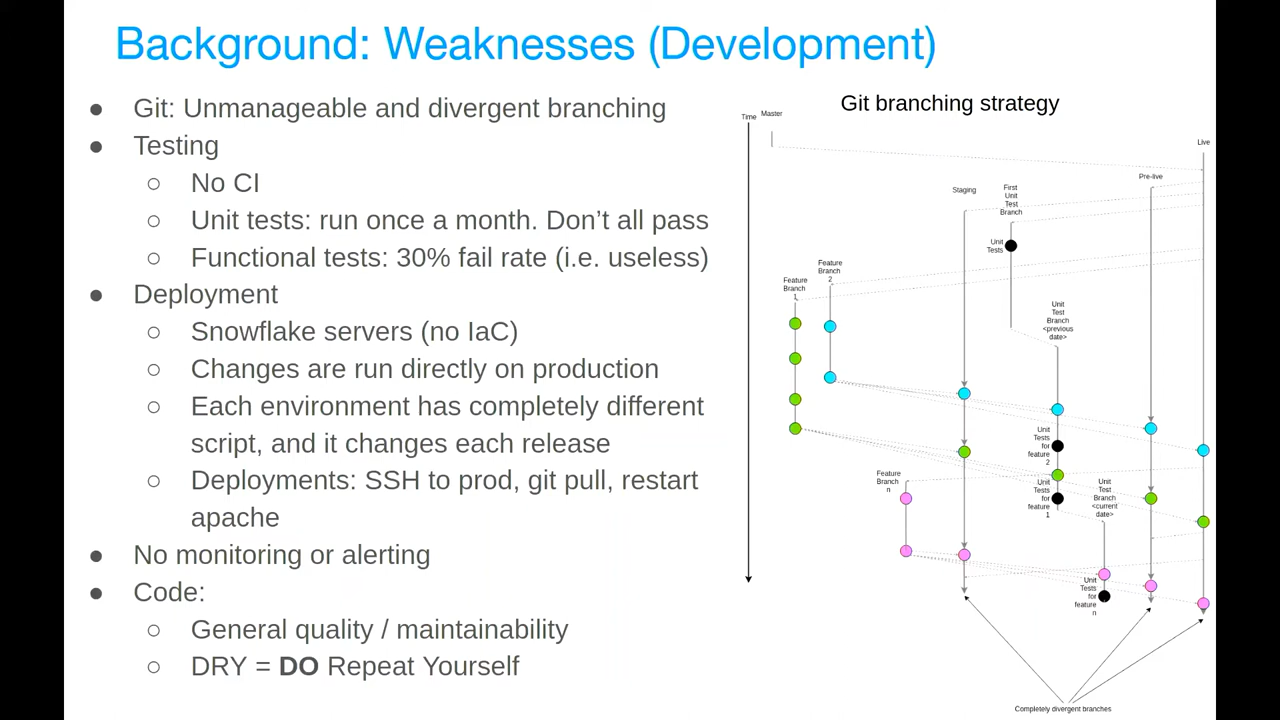 Background: Weaknesses (Development)
● Git: Unmanageable and divergent branching
● Testing
○ No CI
○ Unit tests: run once a month. Don’t all pass
○ Functional tests: 30% fail rate (i.e. useless)
● Deployment
○ Snowflake servers (no IaC)
○ Changes are run directly on production
○ Each environment has completely different
script, and it changes each release
○ Deployments: SSH to prod, git pull, restart
apache
● No monitoring or alerting
● Code:
○ General quality / maintainability
○ DRY = DO Repeat Yourself
Git branching strategy
Time
Master
Live
Pre-live
Staging
First
Unit
Test
Branch
Unit
Tests
Feature
Branch
2
Feature
Branch
1
Unit
Test
Branch
<previous
date>
Unit
Tests
for
feature
2
Feature
Branch
n
Unit
Tests
for
feature
1
Unit
Test
Branch
<current
date>
Unit
Tests
for
feature
n
Completely divergent branches